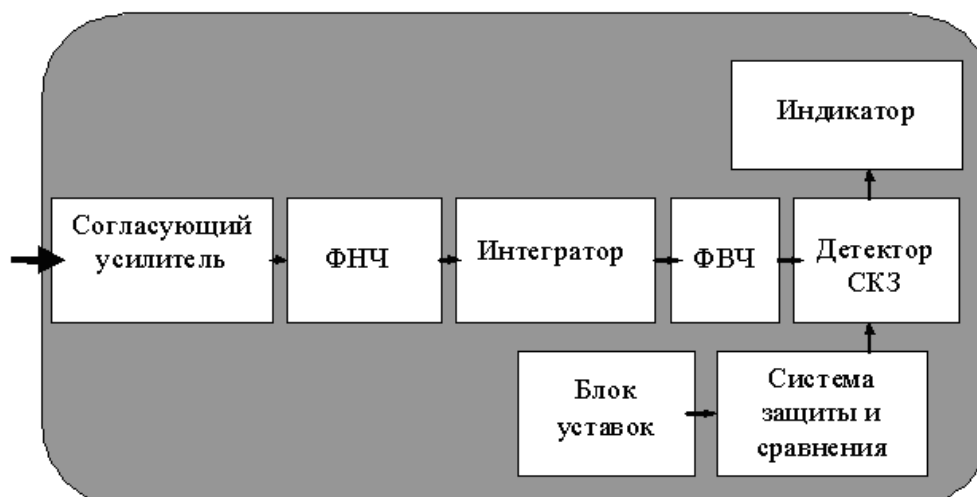 Индикатор
Согласующий
усилитель
ФНЧ
Интегратор
ФВЧ
Детектор
СКЗ
Блок
уставок
Система
защиты и
сравнения